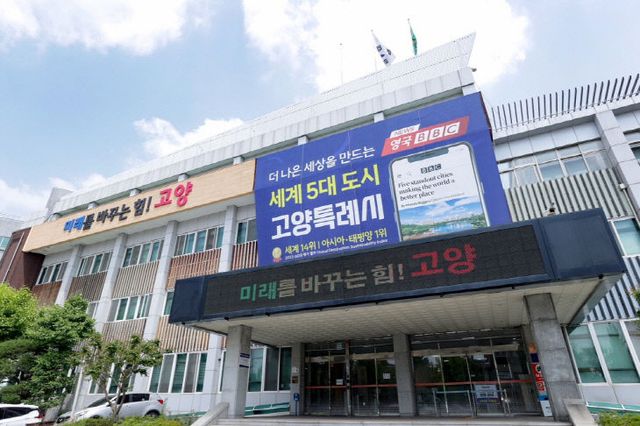 미래를 바꾸는 힘! 고양
더 나은 세상을 만드는
세계 5대 도시
고양특례시
세계 14위 | 아시아·태평양 1위
NEWS
영국 BBC
BBC
Five standout cities
making the world a
better place
미래를 바꾸는 힘! 고양